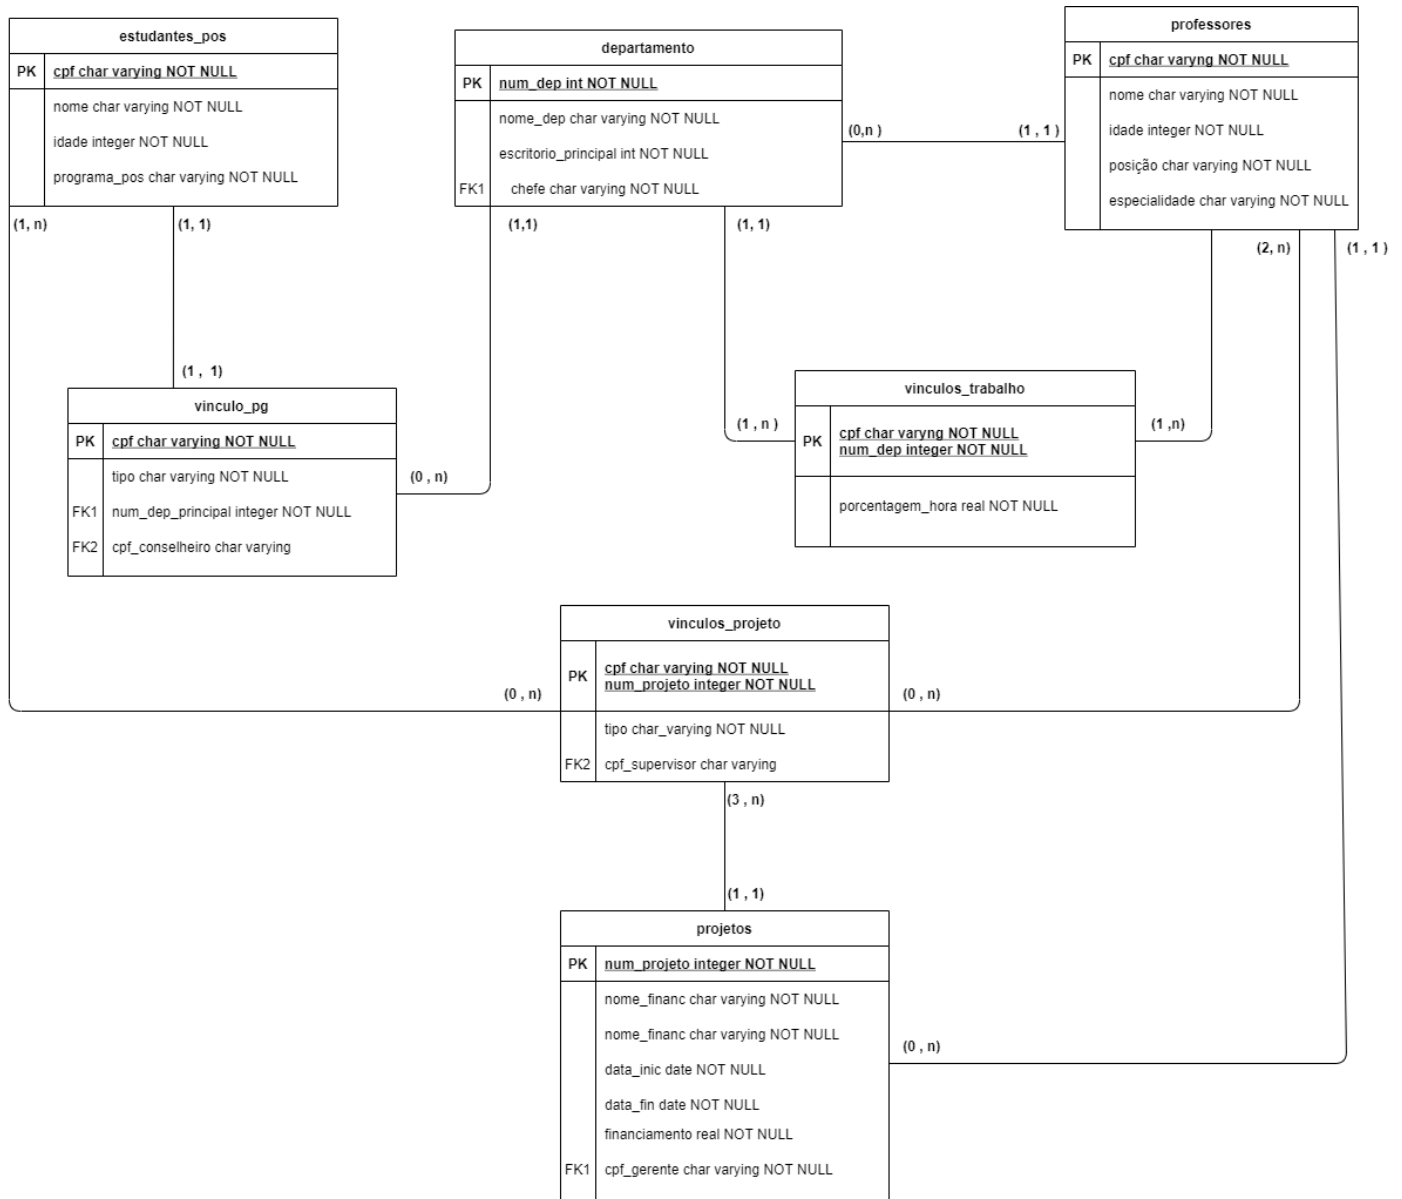 estudantes_pos
PK cpf char varying NOT NULL
nome char varying NOT NULL
idade integer NOT NULL
programa_pos char varying NOT NULL
departamento
PK num_dep int NOT NULL
nome_dep char varying NOT NULL
escritorio_principal int NOT NULL
FK1 chefe char varying NOT NULL
professores
PK cpf char varyng NOT NULL
nome char varying NOT NULL
idade integer NOT NULL
posição char varying NOT NULL
especialidade char varying NOT NULL
(0,n )
(1 , 1 )
(1, n)
(1, 1)
(1,1)
(1, 1)
(2, n)
(1 , 1 )
(1 , 1)
vinculo_pg
PK cpf char varying NOT NULL
tipo char varying NOT NULL
FK1 num_dep_principal integer NOT NULL
FK2 cpf_conselheiro char varying
(0 , n)
(1 , n )
vinculos_trabalho
PK cpf char varyng NOT NULL
num_dep integer NOT NULL
porcentagem_hora real NOT NULL
(1 ,n)
(0 , n)
vinculos_projeto
PK cpf char varying NOT NULL
num_projeto integer NOT NULL
tipo char_varying NOT NULL
FK2 cpf_supervisor char varying
(0 , n)
(3 , n)
(1 , 1)
projetos
PK num_projeto integer NOT NULL
nome_financ char varying NOT NULL
nome_financ char varying NOT NULL
data_inic date NOT NULL
data_fin date NOT NULL
financiamento real NOT NULL
FK1 cpf_gerente char varying NOT NULL
(0 , n)